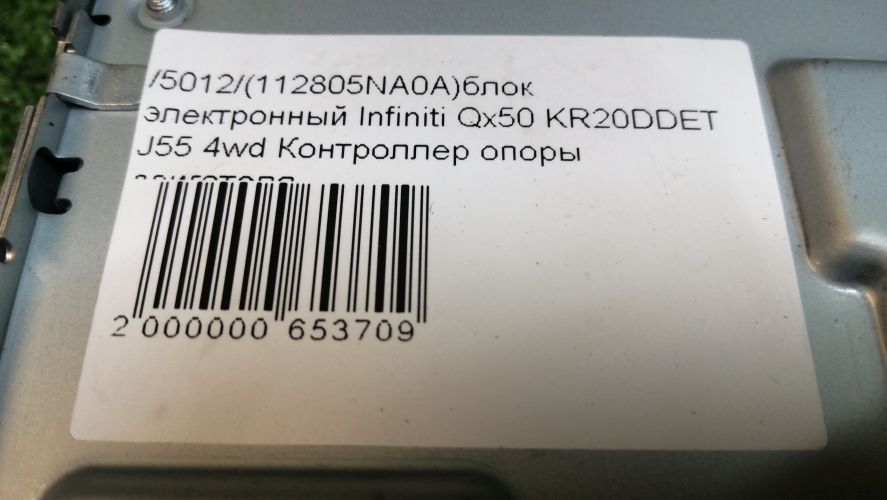 /5012/(112805NA0A)блок
электронный Infiniti Qx50 KR20DDET
J55 4wd Контроллер опоры
2 000000 653709